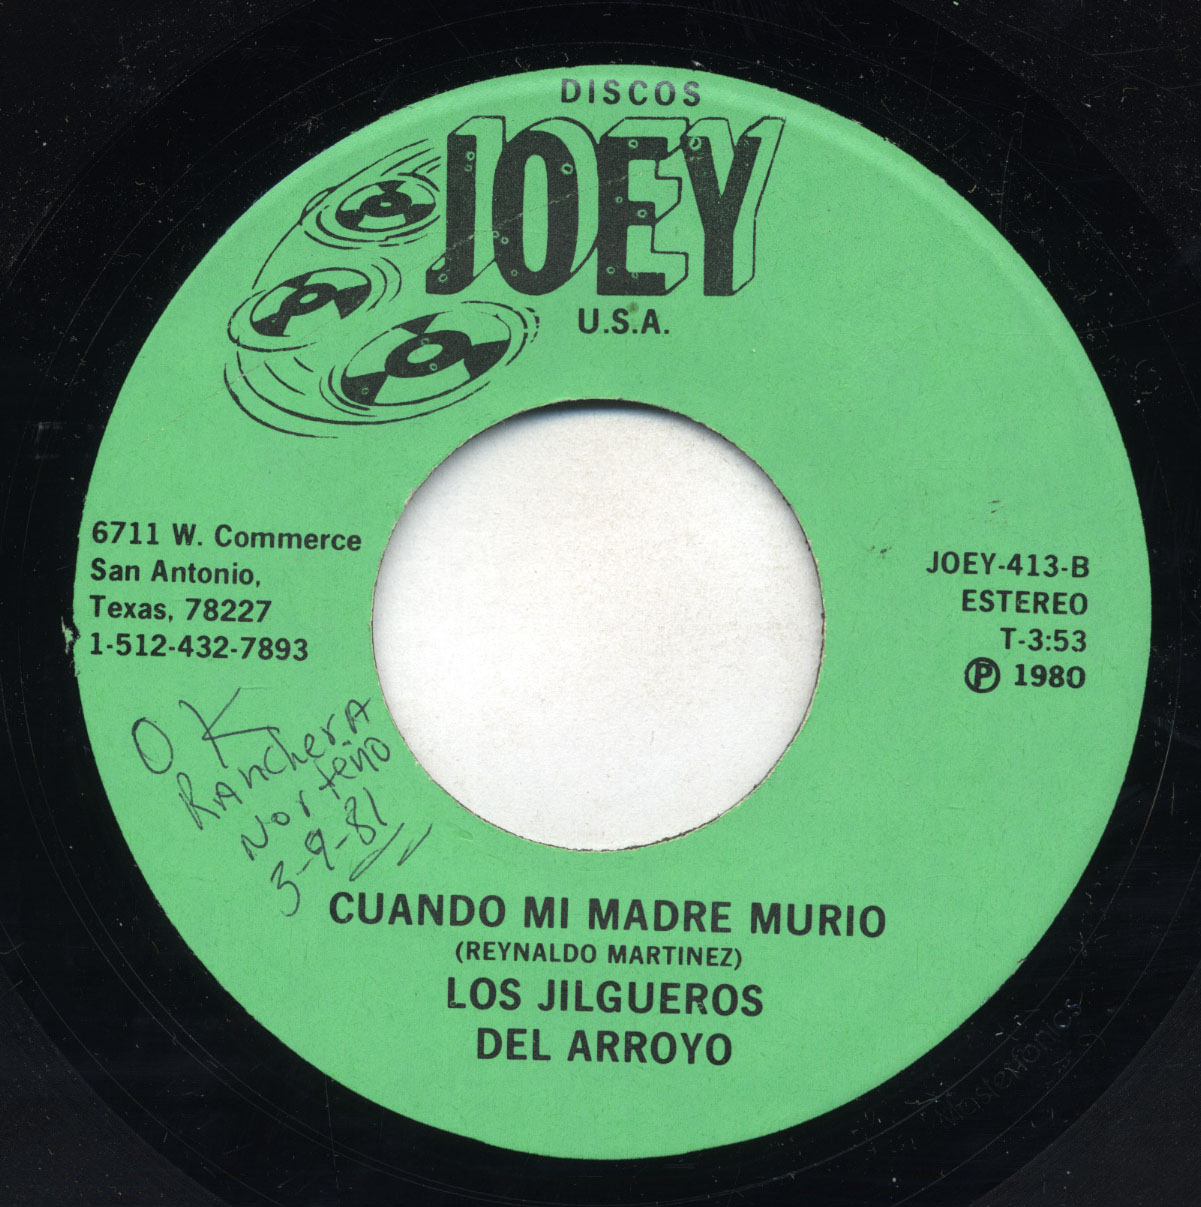 DISCOS
JOEY
U.S.A.
6711 W. Commerce
San Antonio,
Texas, 78227
1-512-432-7893
JOEY-413-B
ESTEREO
T-3:53
Ⓟ 1980
OK
Ranchera
Norteño
3-9-81
CUANDO MI MADRE MURIO
(REYNALDO MARTINEZ)
LOS JILGUEROS
DEL ARROYO
Masterfonics